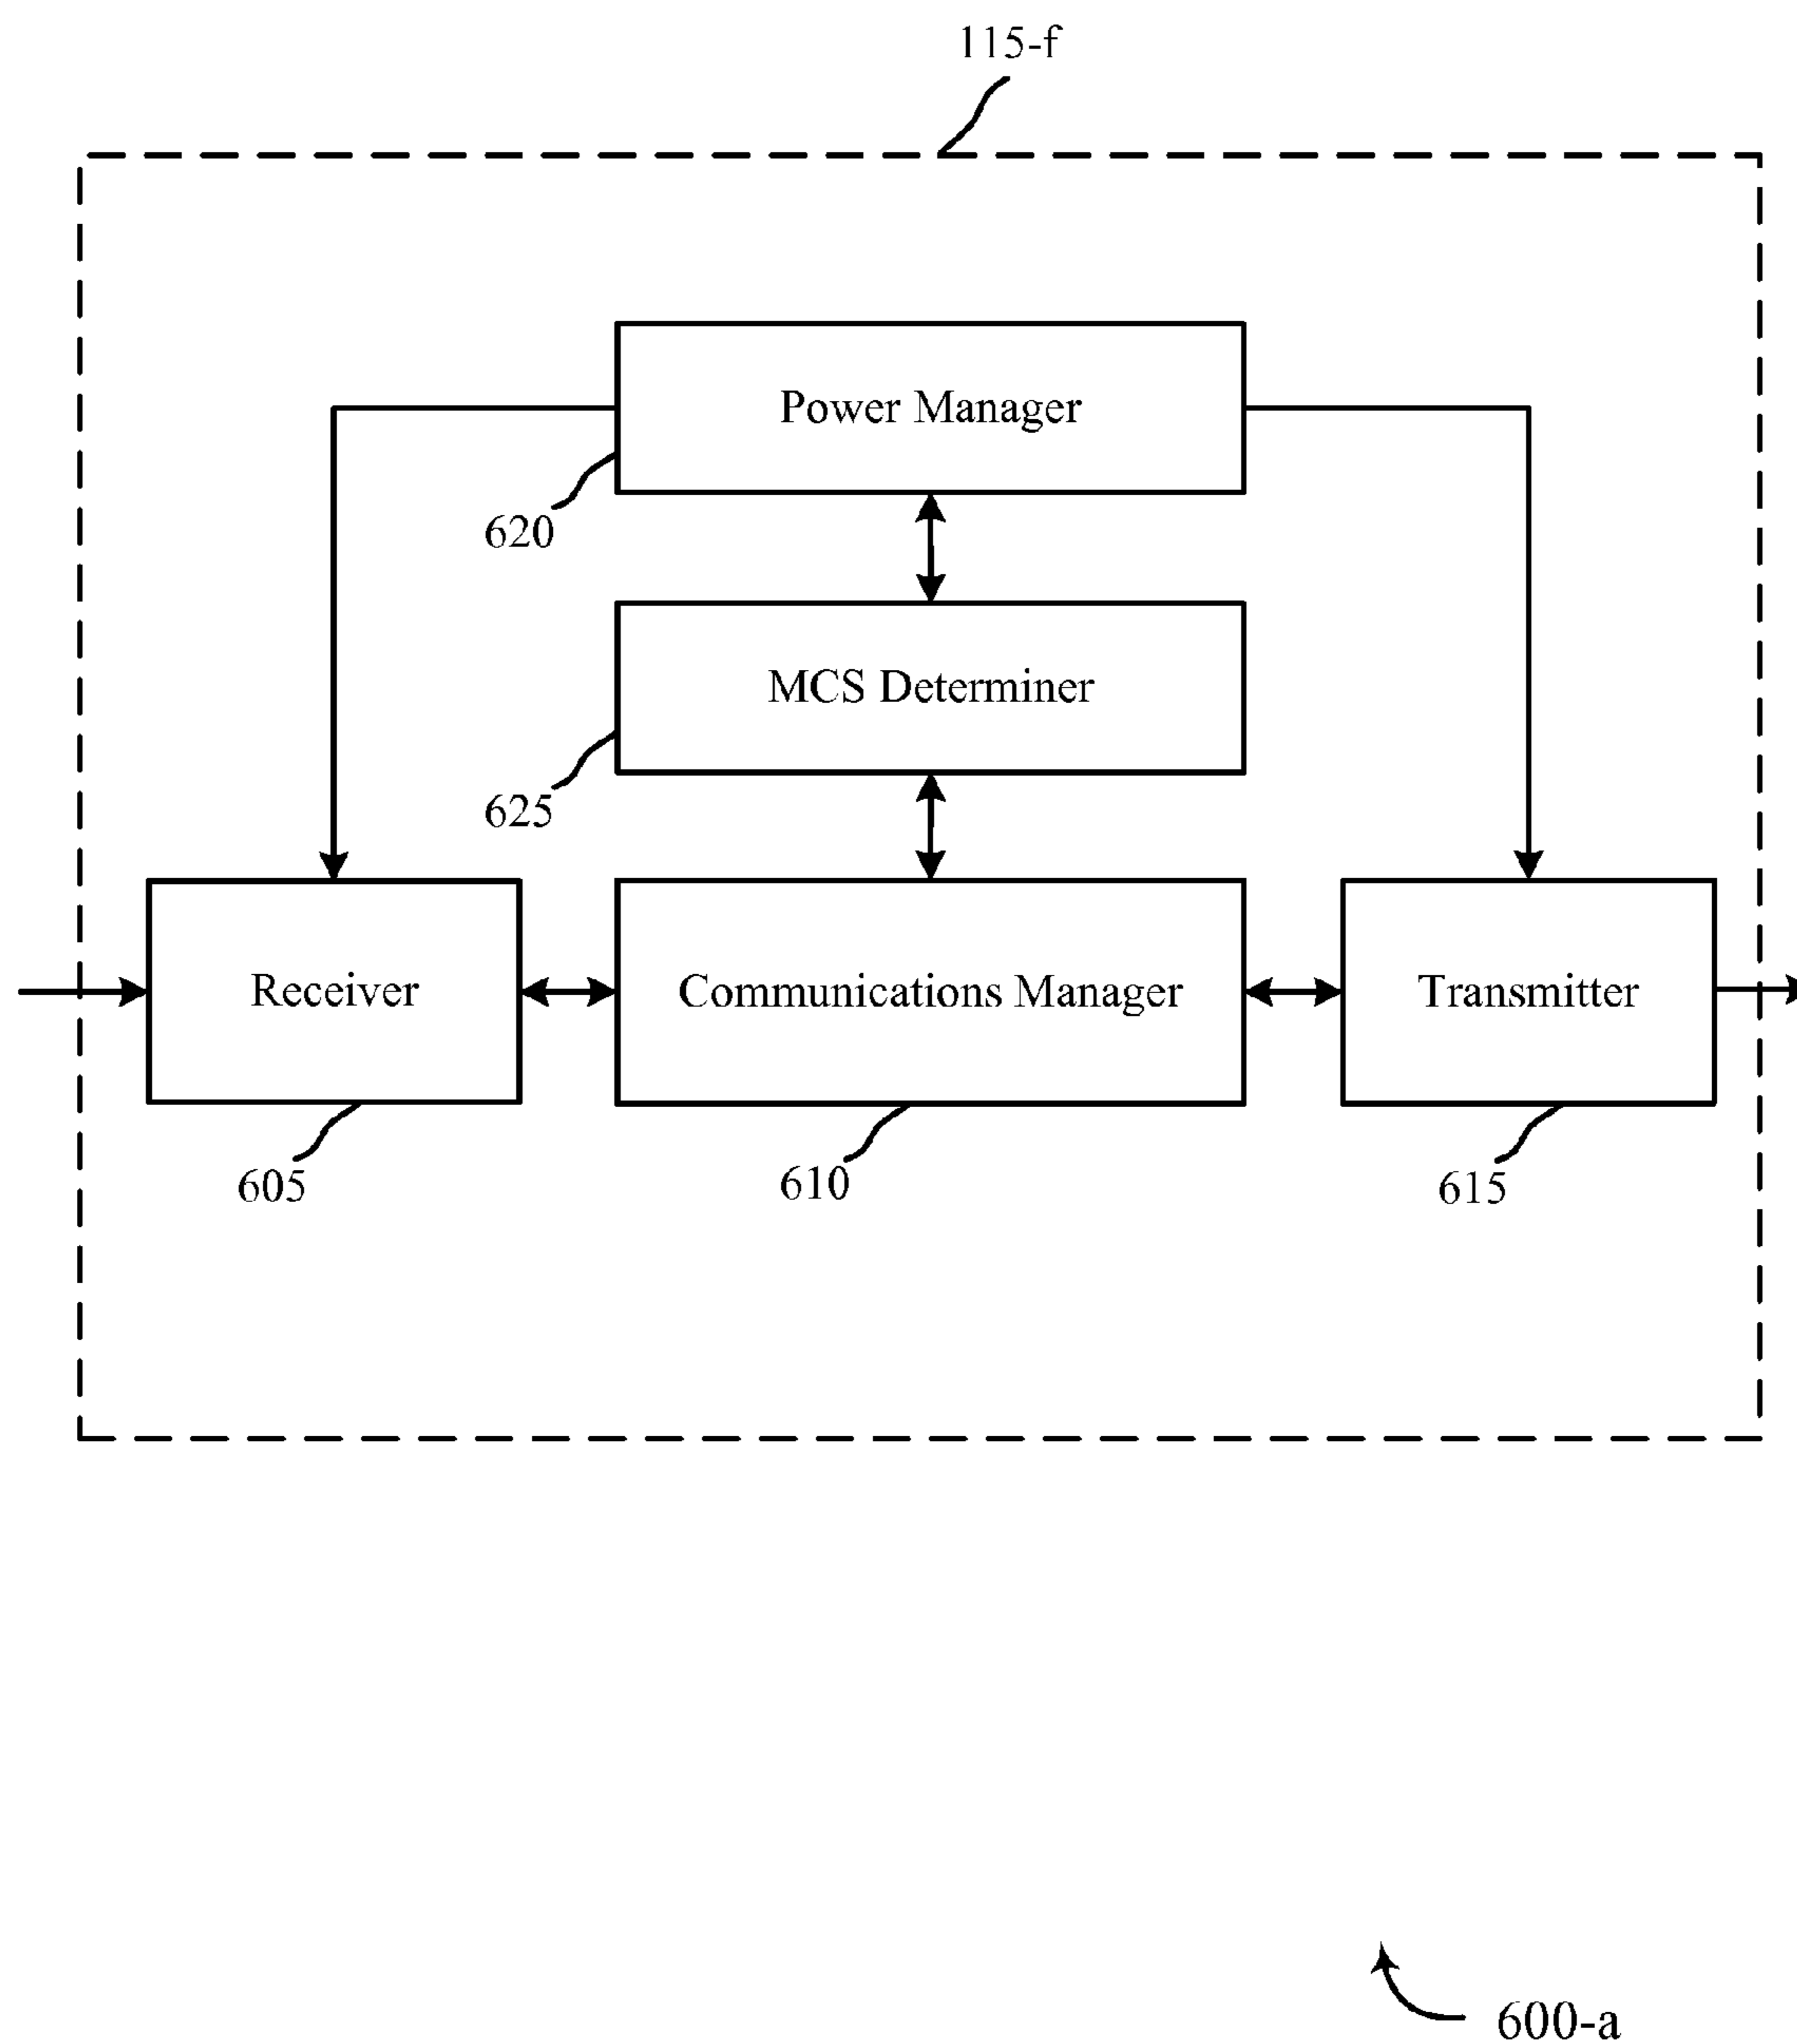 115-f
Power Manager
620
MCS Determiner
625
Receiver
Communications Manager
Transmitter
605
610
615
600-a